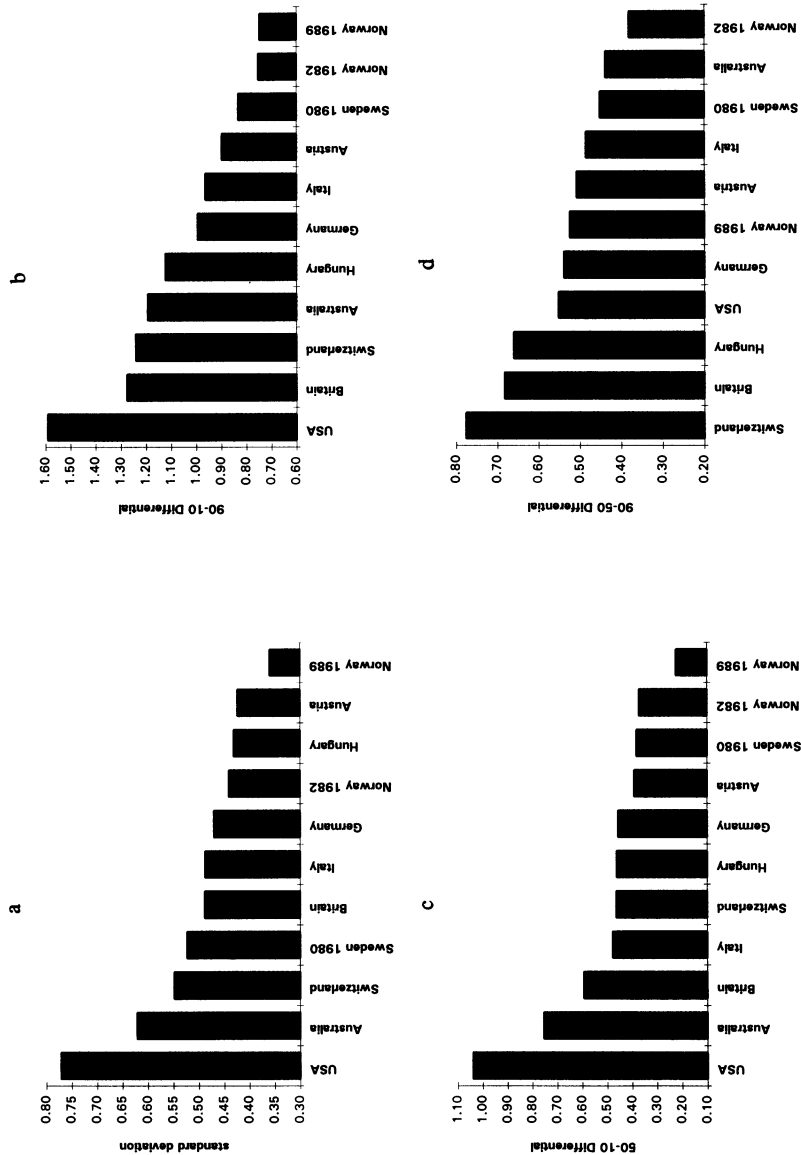 a
standard deviation
0.80
0.75
0.70
0.65
0.60
0.55
0.50
0.45
0.40
0.35
0.30
USA
Australia
Switzerland
Sweden 1980
Britain
Italy
Germany
Norway 1982
Hungary
Austria
Norway 1989
b
90-10 Differential
1.60
1.50
1.40
1.30
1.20
1.10
1.00
0.90
0.80
0.70
0.60
USA
Britain
Switzerland
Australia
Hungary
Germany
Italy
Austria
Sweden 1980
Norway 1982
Norway 1989
c
50-10 Differential
1.10
1.00
0.90
0.80
0.70
0.60
0.50
0.40
0.30
0.20
0.10
USA
Australia
Britain
Italy
Switzerland
Hungary
Germany
Austria
Sweden 1980
Norway 1982
Norway 1989
d
90-50 Differential
0.80
0.70
0.60
0.50
0.40
0.30
0.20
Switzerland
Britain
Hungary
USA
Germany
Norway 1989
Austria
Italy
Sweden 1980
Australia
Norway 1982